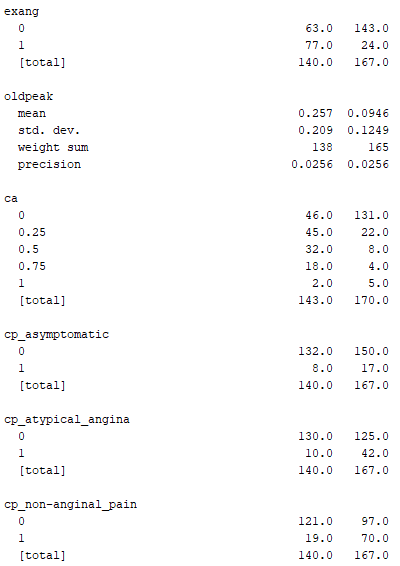 exang
0 63.0 143.0
1 77.0 24.0
[total] 140.0 167.0
oldpeak
mean 0.257 0.0946
std. dev. 0.209 0.1249
weight sum 138 165
precision 0.0256 0.0256
ca
0 46.0 131.0
0.25 45.0 22.0
0.5 32.0 8.0
0.75 18.0 4.0
1 2.0 5.0
[total] 143.0 170.0
cp_asymptomatic
0 132.0 150.0
1 8.0 17.0
[total] 140.0 167.0
cp_atypical_angina
0 130.0 125.0
1 10.0 42.0
[total] 140.0 167.0
cp_non-anginal_pain
0 121.0 97.0
1 19.0 70.0
[total] 140.0 167.0